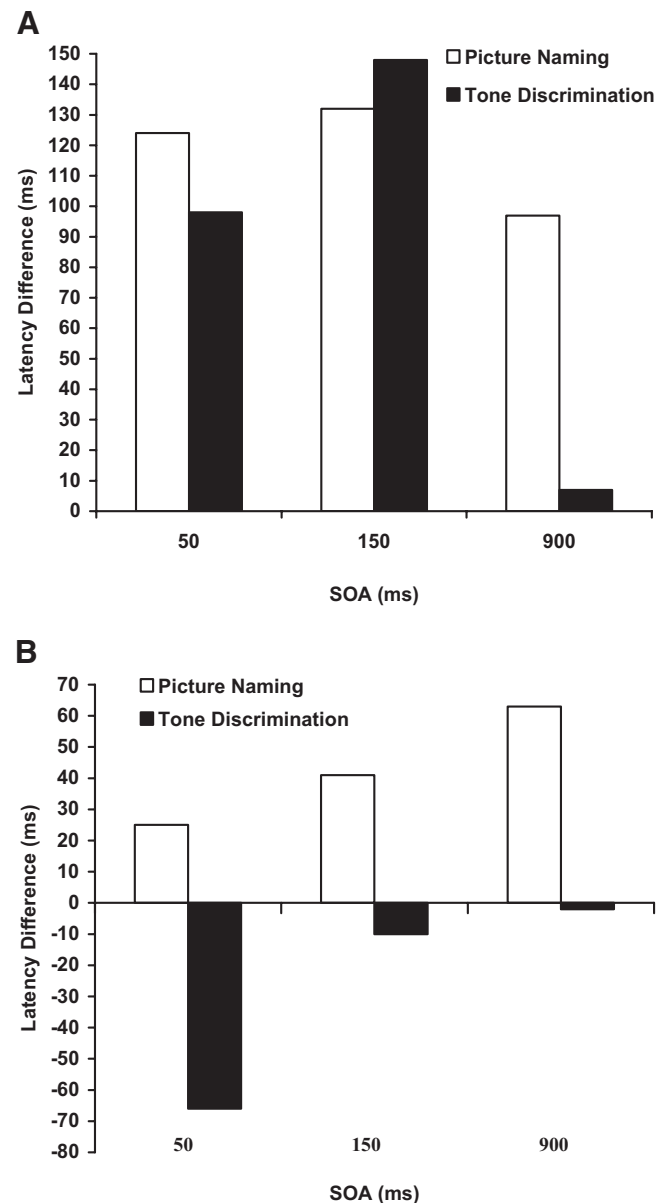 A
150
140
130
120
110
100
90
80
70
60
50
40
30
20
10
0
Latency Difference (ms)
Picture Naming
Tone Discrimination
50 150 900
SOA (ms)
B
70
60
50
40
30
20
10
0
-10
-20
-30
-40
-50
-60
-70
-80
Latency Difference (ms)
Picture Naming
Tone Discrimination
50 150 900
SOA (ms)